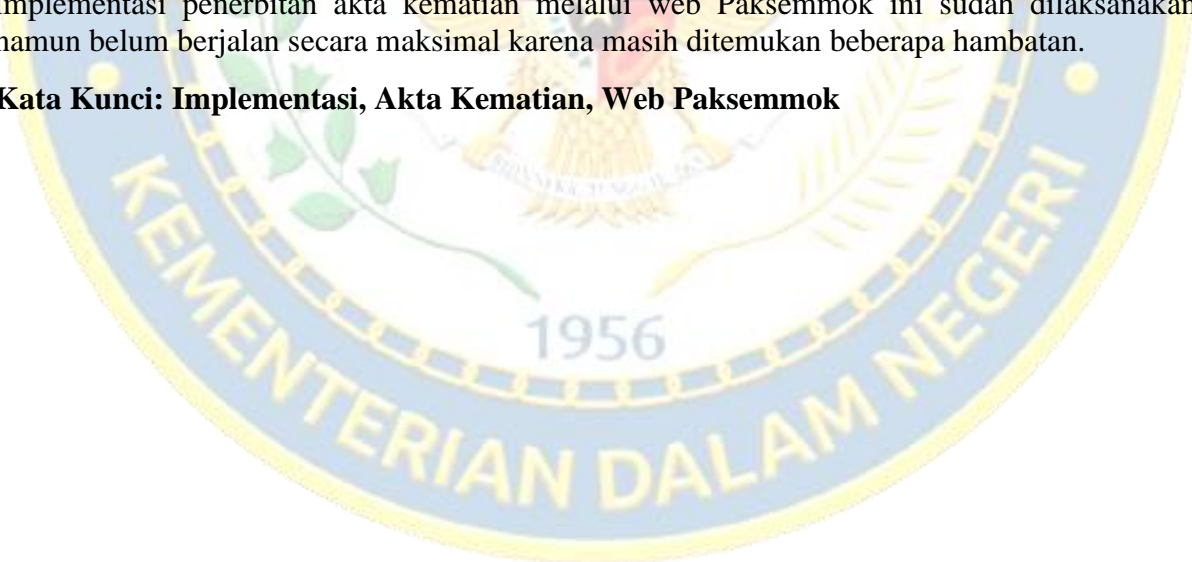 implementasi penerbitan akta kematian melalui web Paksemmok ini sudah dilaksanakan
namun belum berjalan secara maksimal karena masih ditemukan beberapa hambatan.
Kata Kunci: Implementasi, Akta Kematian, Web Paksemmok
1956
KEMENTERIAN DALAM NEGERI